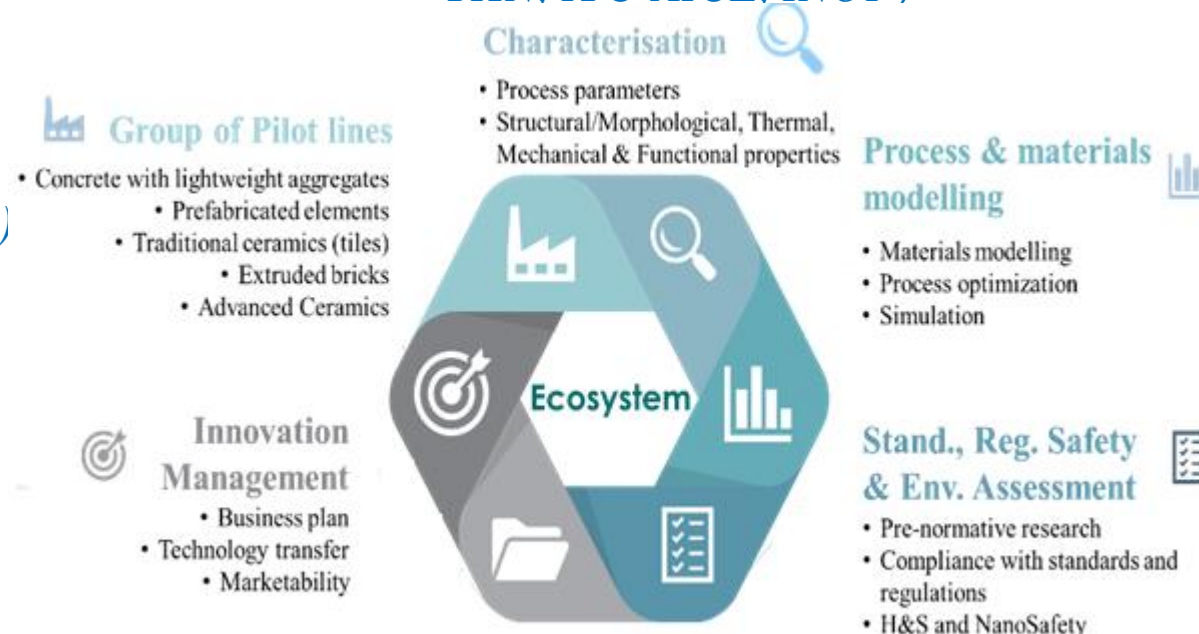 Characterisation
• Process parameters
• Structural/Morphological, Thermal,
Mechanical & Functional properties
Group of Pilot lines
• Concrete with lightweight aggregates
• Prefabricated elements
• Traditional ceramics (tiles)
• Extruded bricks
• Advanced Ceramics
Process & materials
modelling
• Materials modelling
• Process optimization
• Simulation
Ecosystem
Innovation
Management
• Business plan
• Technology transfer
• Marketability
Stand., Reg. Safety
& Env. Assessment
• Pre-normative research
• Compliance with standards and
regulations
• H&S and NanoSafety